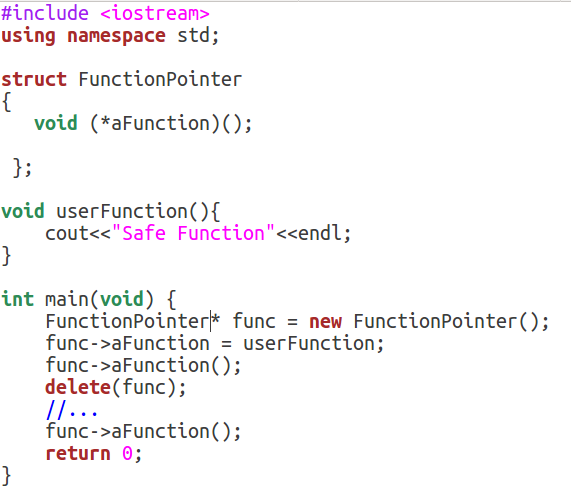 #include <iostream>
using namespace std;
struct FunctionPointer
{
void (*aFunction)();
};
void userFunction(){
cout<<"Safe Function"<<endl;
}
int main(void) {
FunctionPointer* func = new FunctionPointer();
func->aFunction = userFunction;
func->aFunction();
delete(func);
//...
func->aFunction();
return 0;
}